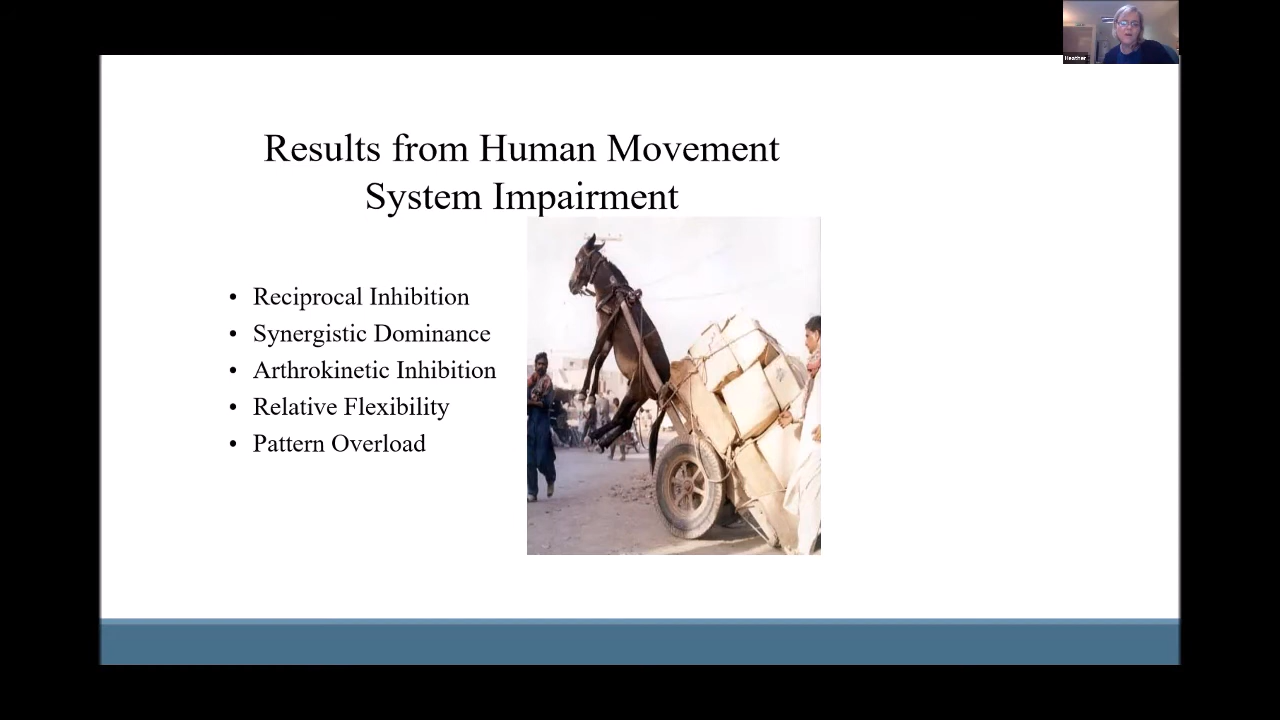 Heather
Results from Human Movement
System Impairment
• Reciprocal Inhibition
• Synergistic Dominance
• Arthrokinetic Inhibition
• Relative Flexibility
• Pattern Overload